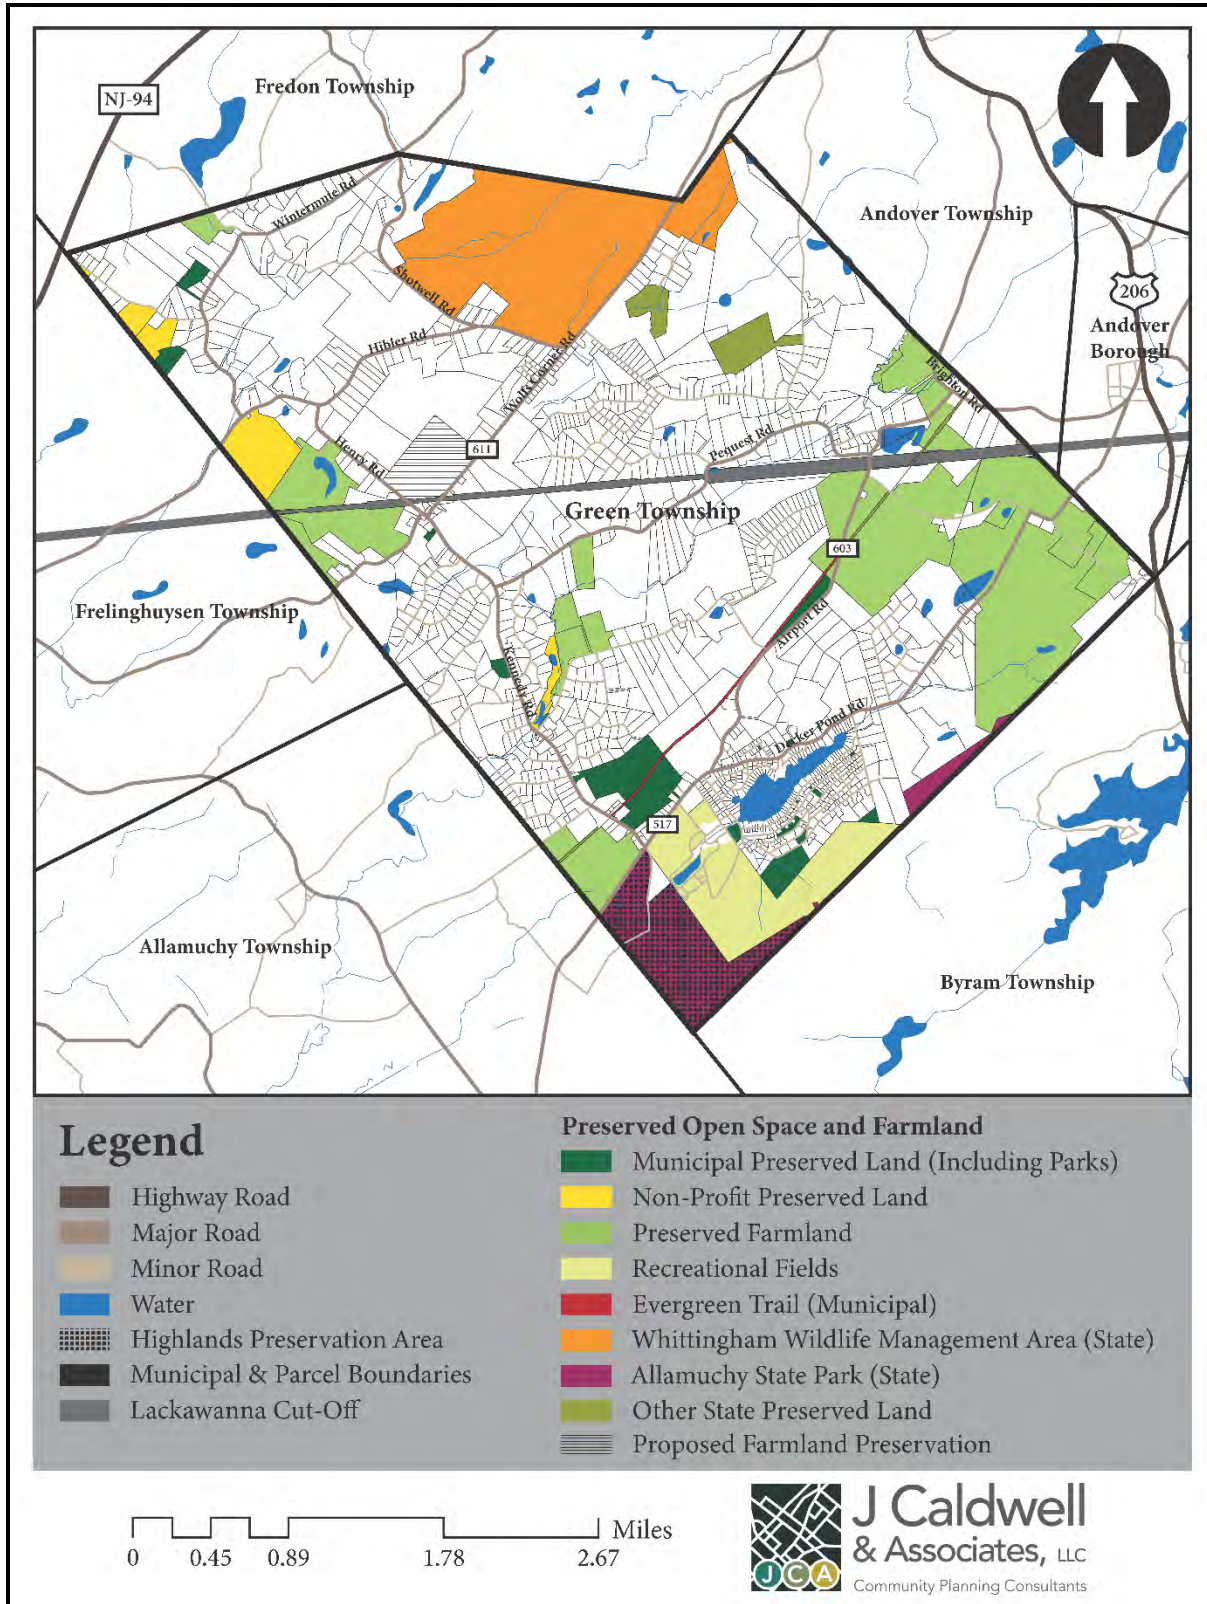 Fredon Township
NJ-94
Wintermute Rd
Andover Township
206
Andover
Borough
Shotwell Rd
Hibler Rd
Wolfs Corner Rd
Brighton Rd
Henry Rd
611
Pequest Rd
Green Township
603
Frelinghuysen Township
Airport Rd
Kennedy Rd
Decker Pond Rd
517
Allamuchy Township
Byram Township
Legend
Highway Road
Major Road
Minor Road
Water
Highlands Preservation Area
Municipal & Parcel Boundaries
Lackawanna Cut-Off
Preserved Open Space and Farmland
Municipal Preserved Land (Including Parks)
Non-Profit Preserved Land
Preserved Farmland
Recreational Fields
Evergreen Trail (Municipal)
Whittingham Wildlife Management Area (State)
Allamuchy State Park (State)
Other State Preserved Land
Proposed Farmland Preservation
Miles
0 0.45 0.89 1.78 2.67
J Caldwell
& Associates, LLC
JCA
Community Planning Consultants